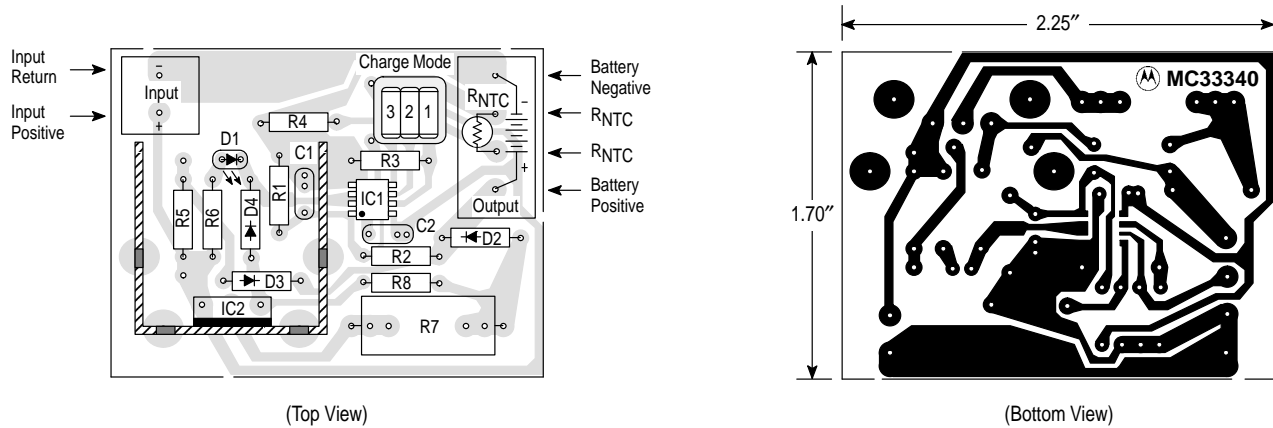 Input
Return
Input
Positive
−
Input
+
Charge Mode
3 2 1
RNTC
−
+
Output
Battery
Negative
RNTC
RNTC
Battery
Positive
R4
D1
C1
R3
R5
R6
D4
R1
IC1
C2
D2
R2
D3
R8
IC2
R7
(Top View)
2.25″
1.70″
MC33340
(Bottom View)